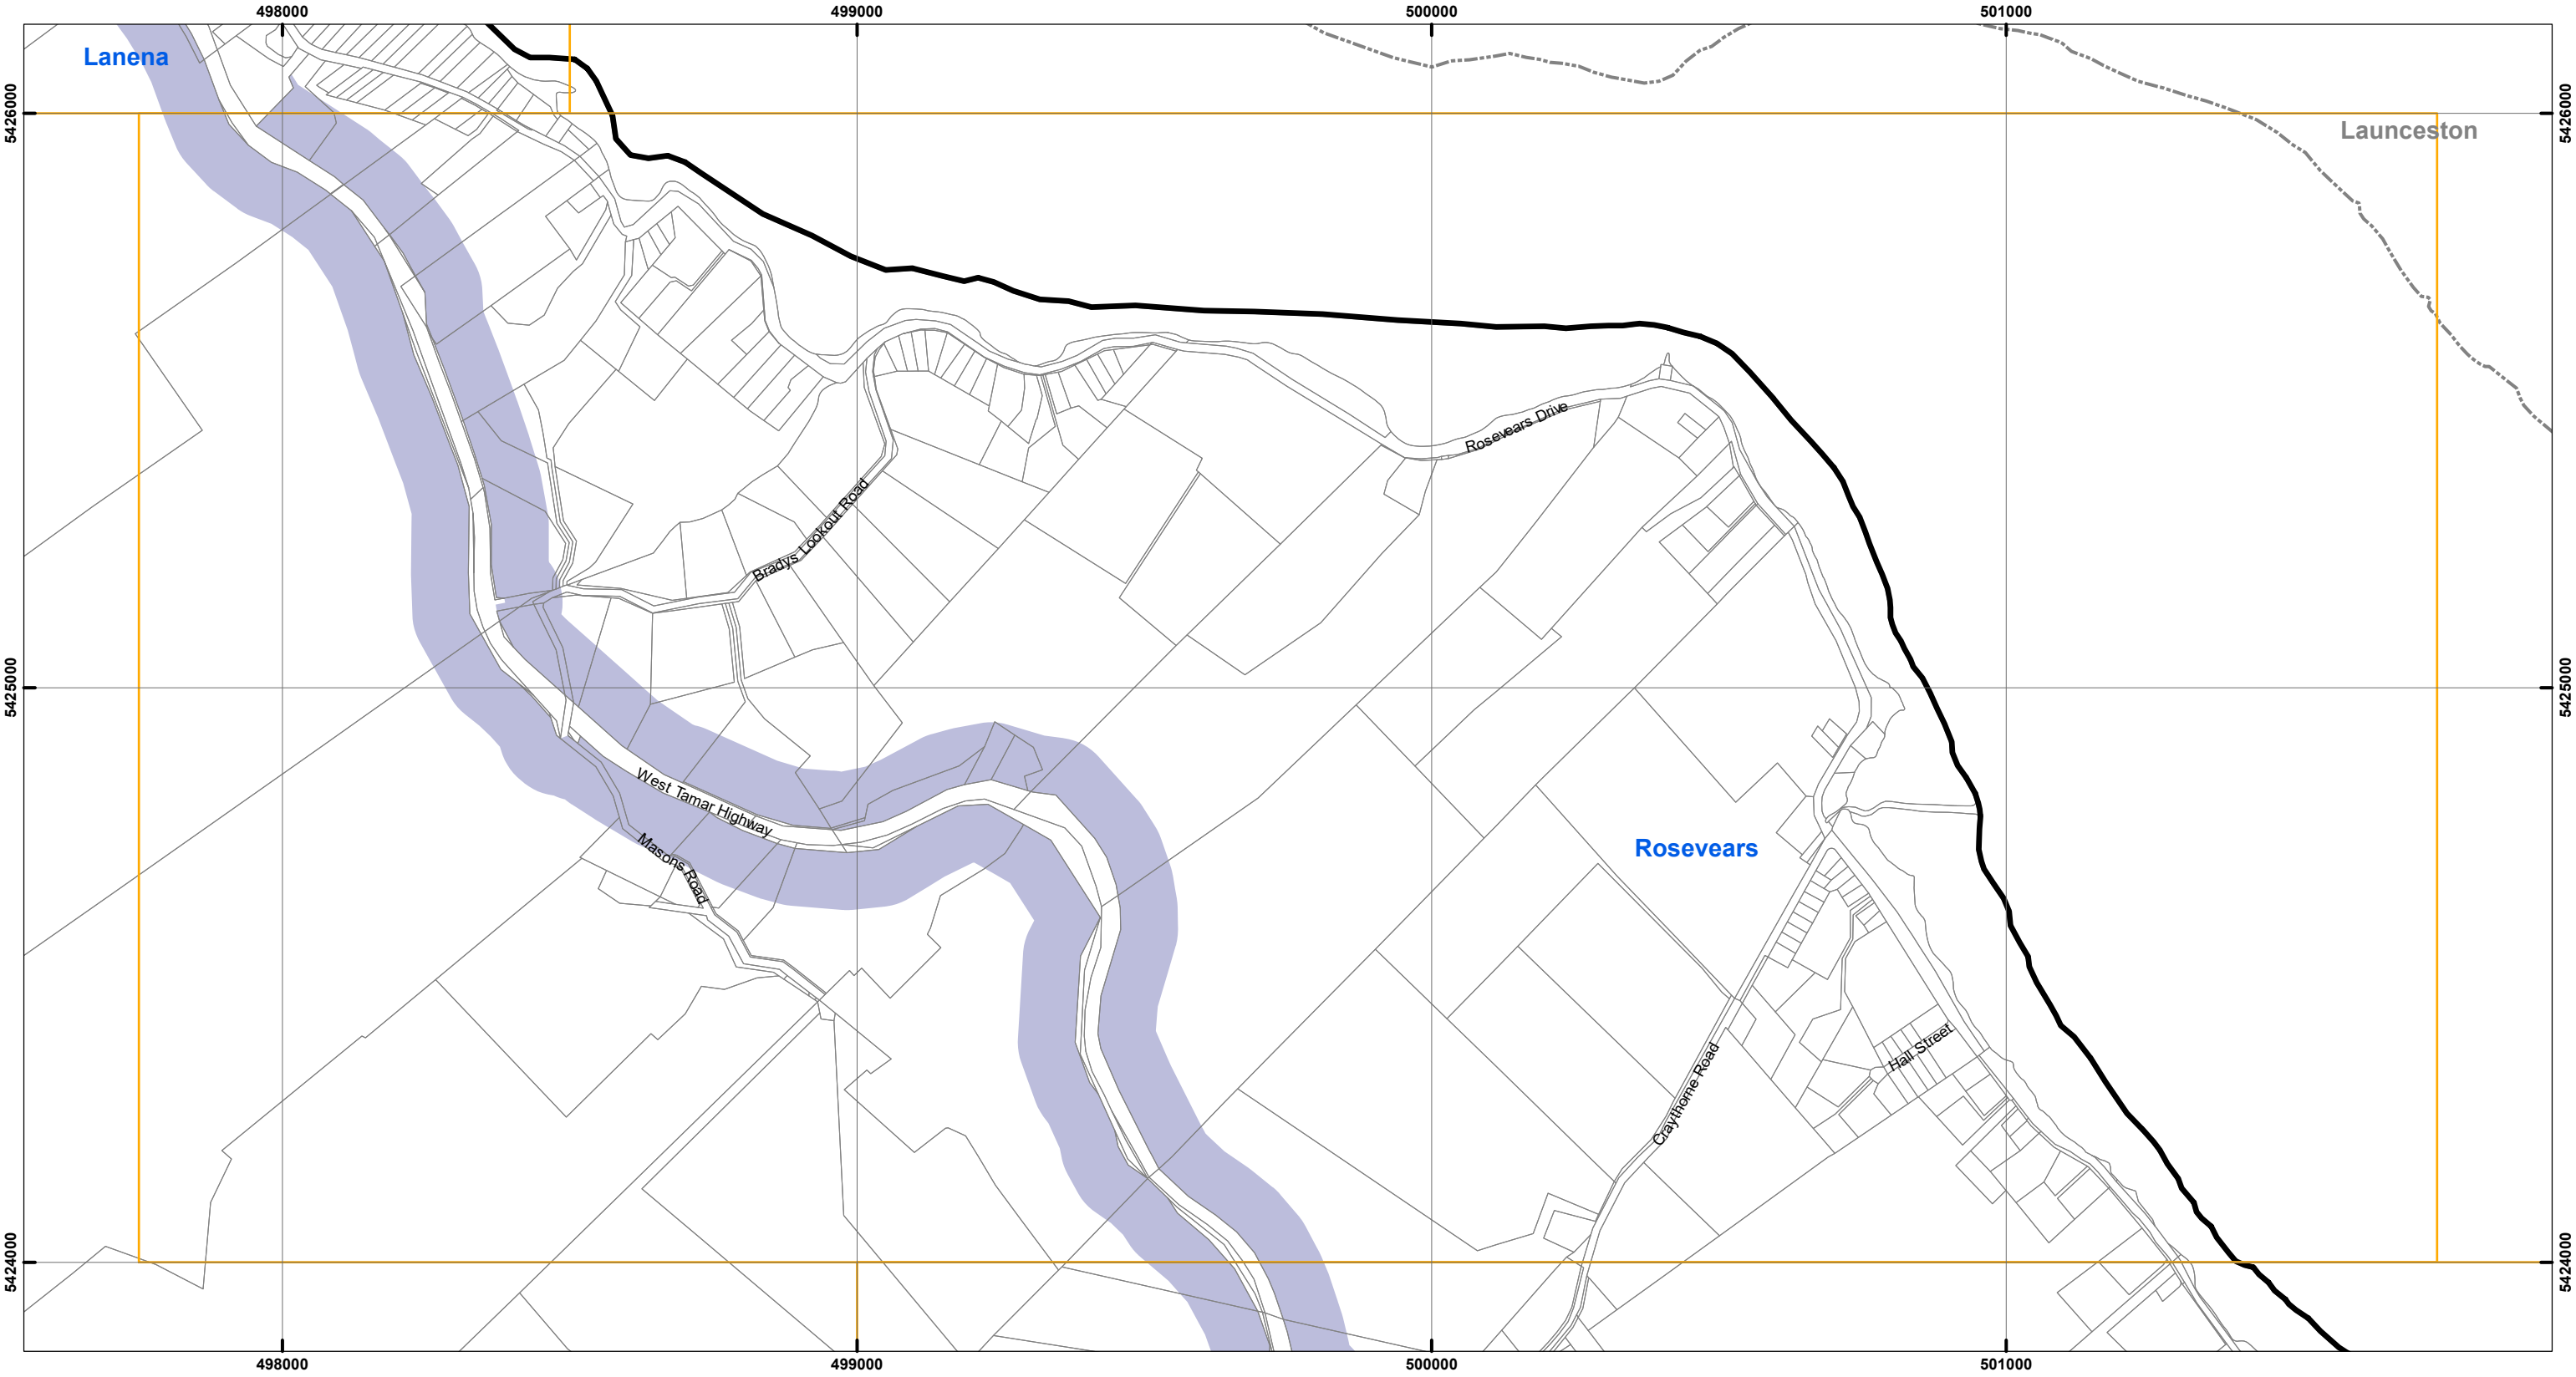 498000
499000
500000
501000
Lanena
5426000
5426000
Launceston
Rosevears Drive
Bradys Lookout Road
5425000
5425000
West Tamar Highway
Masons Road
Rosevears
Hall Street
Craythorne Road
5424000
5424000
498000
499000
500000
501000